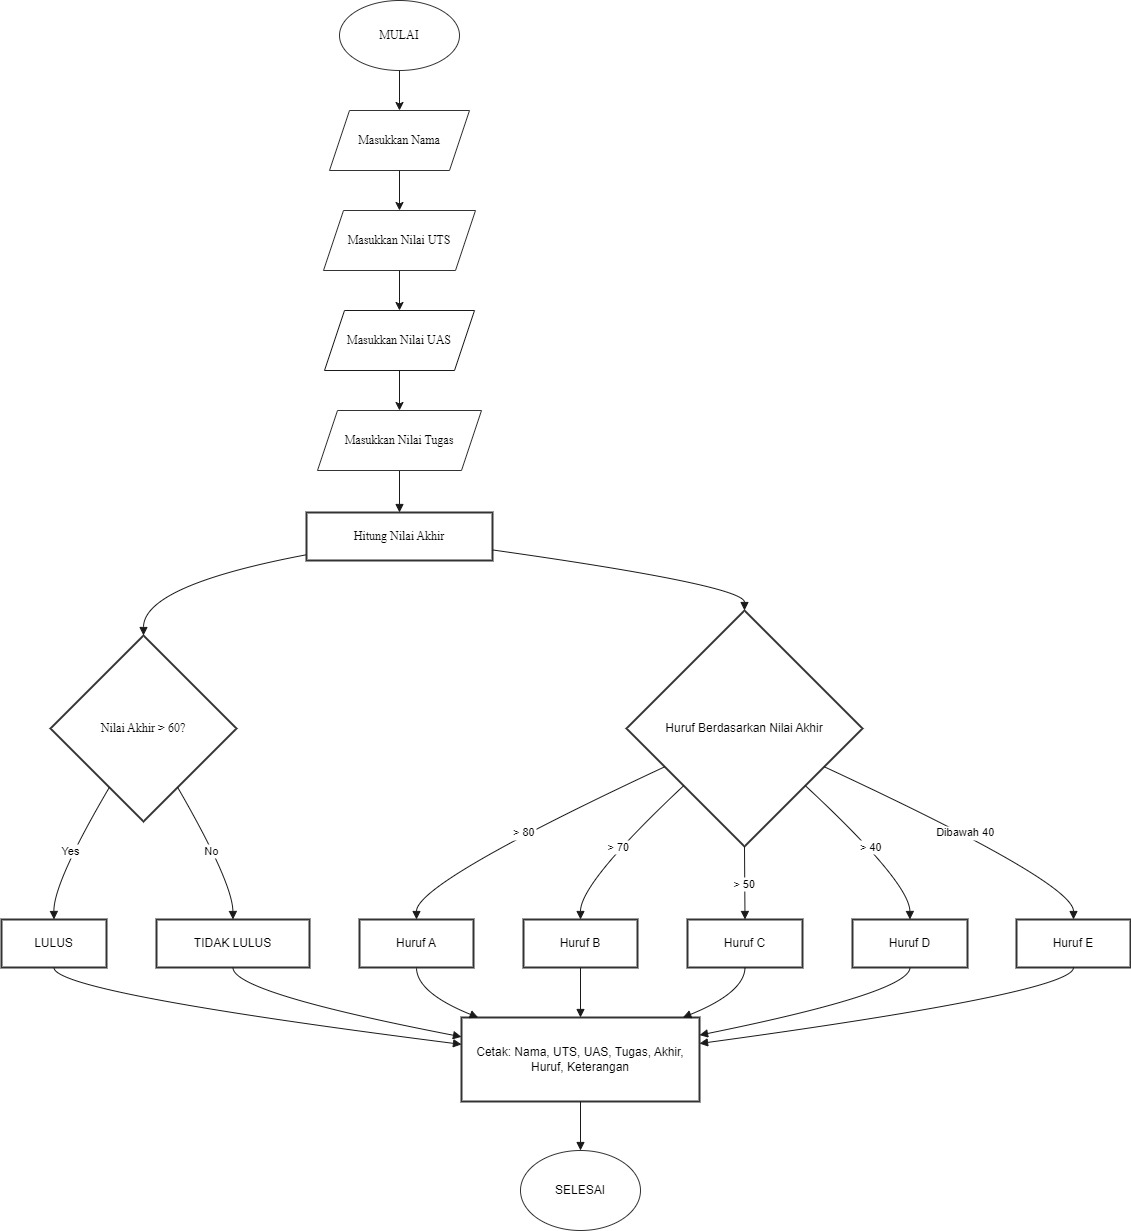 MULAI
Masukkan Nama
Masukkan Nilai UTS
Masukkan Nilai UAS
Masukkan Nilai Tugas
Hitung Nilai Akhir
Nilai Akhir > 60?
Huruf Berdasarkan Nilai Akhir
Yes
No
> 80
> 70
> 50
> 40
Dibawah 40
LULUS
TIDAK LULUS
Huruf A
Huruf B
Huruf C
Huruf D
Huruf E
Cetak: Nama, UTS, UAS, Tugas, Akhir,
Huruf, Keterangan
SELESAI